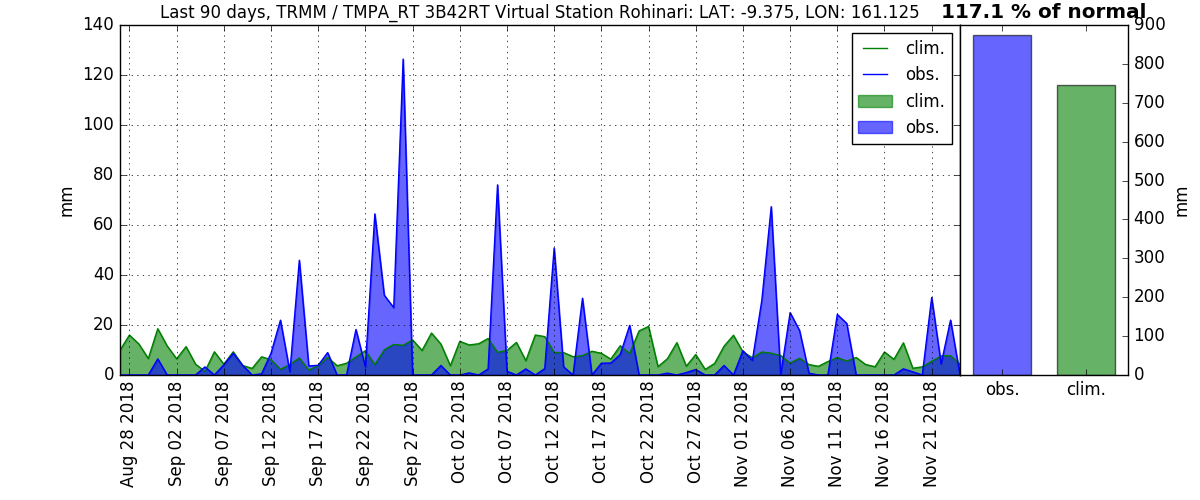 Last 90 days, TRMM / TMPA_RT 3B42RT Virtual Station Rohinari: LAT: -9.375, LON: 161.125
117.1 % of normal
mm
140
120
100
80
60
40
20
0
clim.
obs.
clim.
obs.
Aug 28 2018
Sep 02 2018
Sep 07 2018
Sep 12 2018
Sep 17 2018
Sep 22 2018
Sep 27 2018
Oct 02 2018
Oct 07 2018
Oct 12 2018
Oct 17 2018
Oct 22 2018
Oct 27 2018
Nov 01 2018
Nov 06 2018
Nov 11 2018
Nov 16 2018
Nov 21 2018
900
800
700
600
500
400
300
200
100
0
mm
obs.
clim.